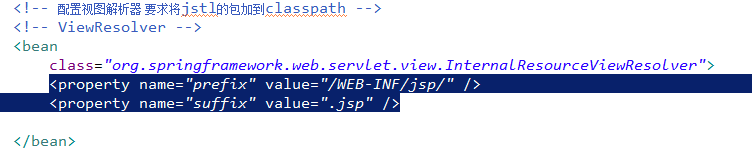 <!-- 配置视图解析器 要求将jstl的包加到classpath -->
<!-- ViewResolver -->
<bean
class="org.springframework.web.servlet.view.InternalResourceViewResolver">
<property name="prefix" value="/WEB-INF/jsp/" />
<property name="suffix" value=".jsp" />
</bean>